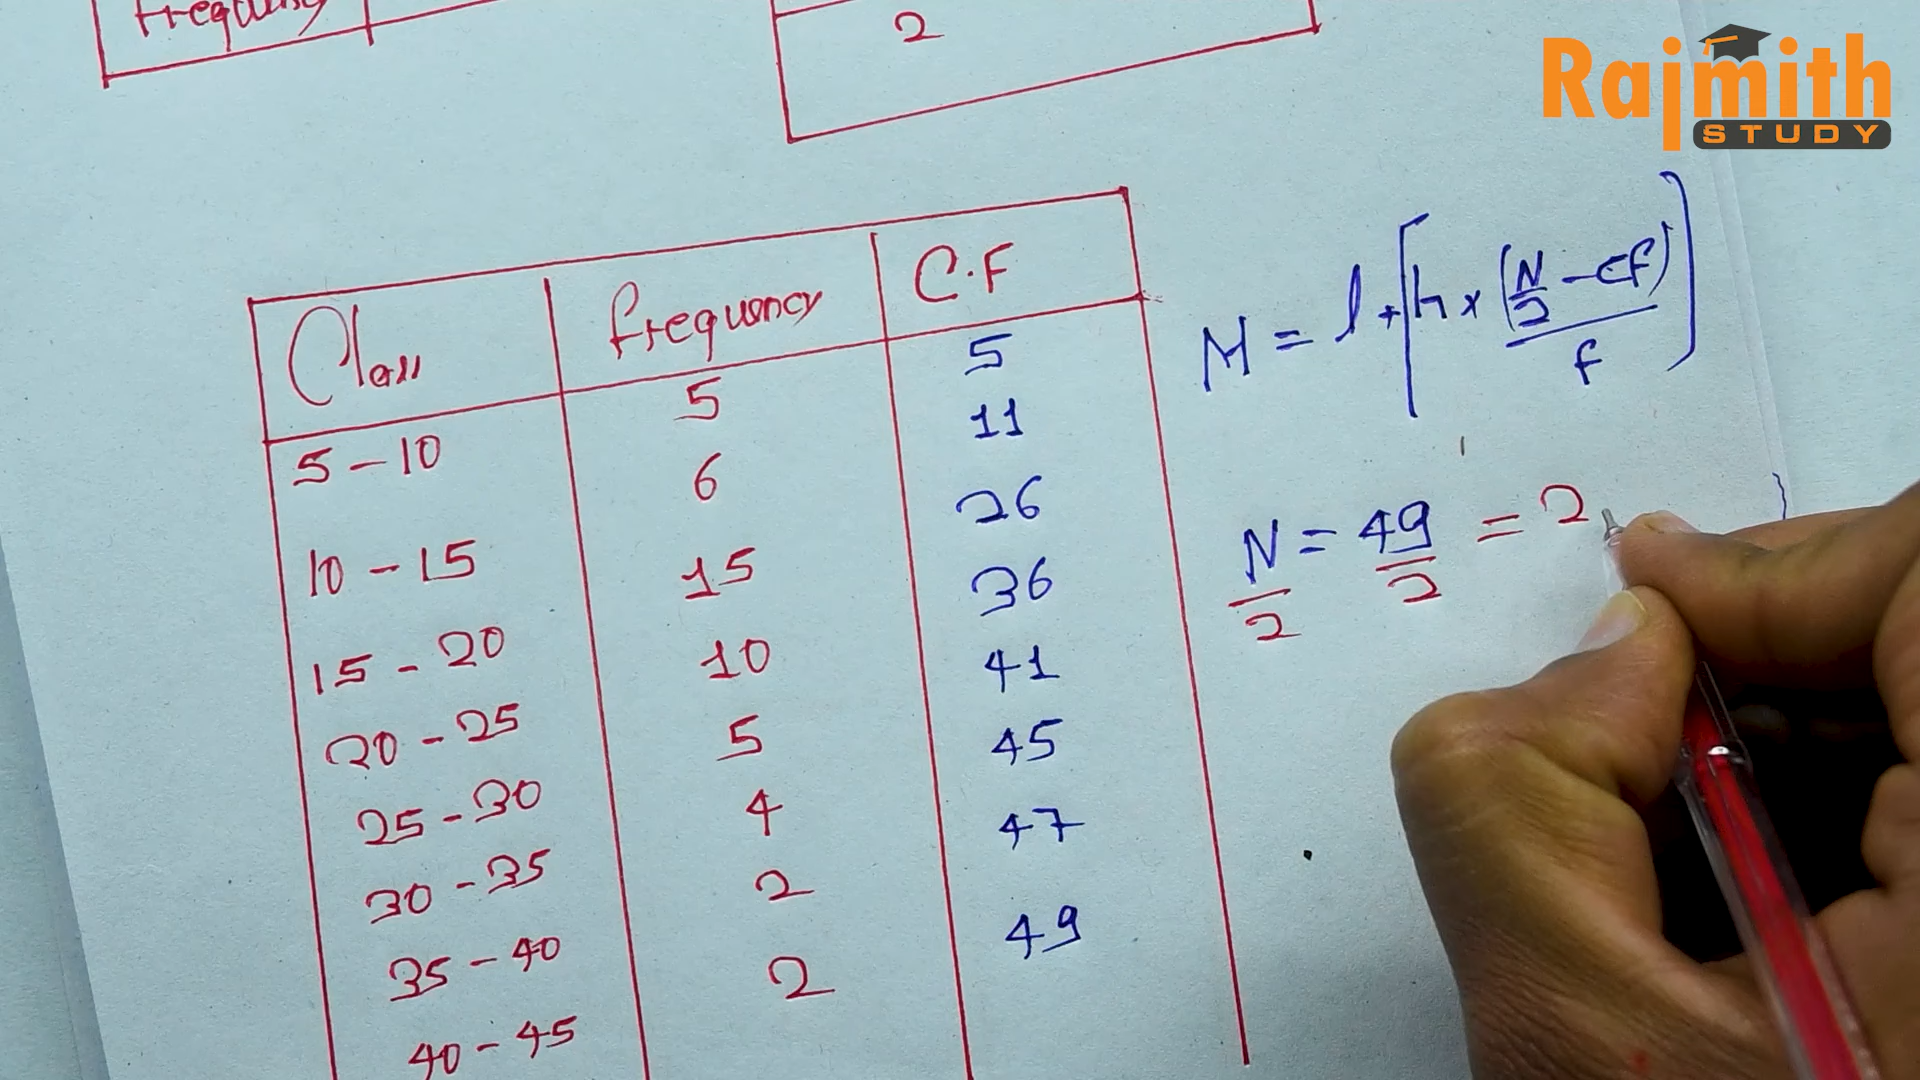 frequency
2
Rajmith
STUDY
Class frequency C.F
5-10 5 5
10-15 6 11
15-20 15 26
20-25 10 36
25-30 5 41
30-35 4 45
35-40 2 47
40-45 2 49
M = l + [h × (N/2 - cf)/f]
N/2 = 49/2 = 2